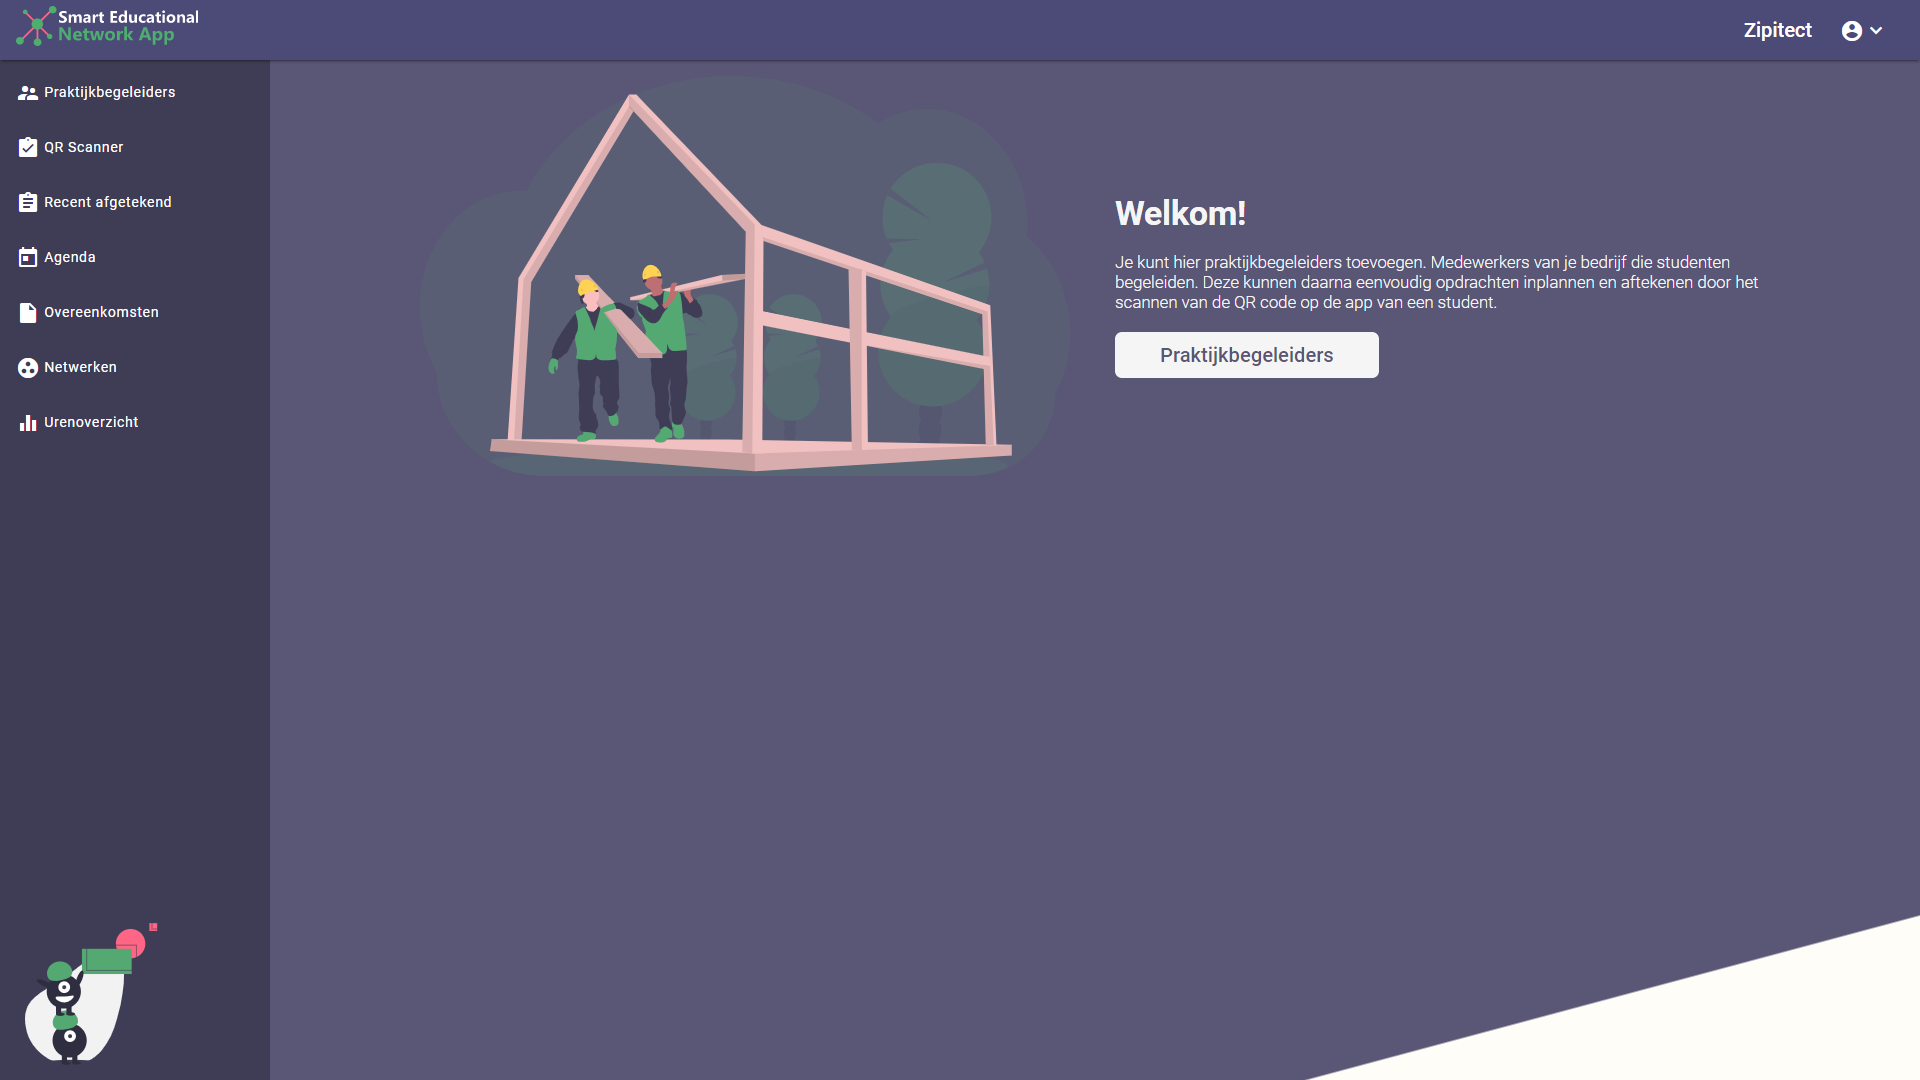 Smart Educational
Network App
Zipitect
Praktijkbegeleiders
QR Scanner
Recent afgetekend
Agenda
Overeenkomsten
Netwerken
Urenoverzicht
Welkom!
Je kunt hier praktijkbegeleiders toevoegen. Medewerkers van je bedrijf die studenten
begeleiden. Deze kunnen daarna eenvoudig opdrachten inplannen en aftekenen door het
scannen van de QR code op de app van een student.
Praktijkbegeleiders